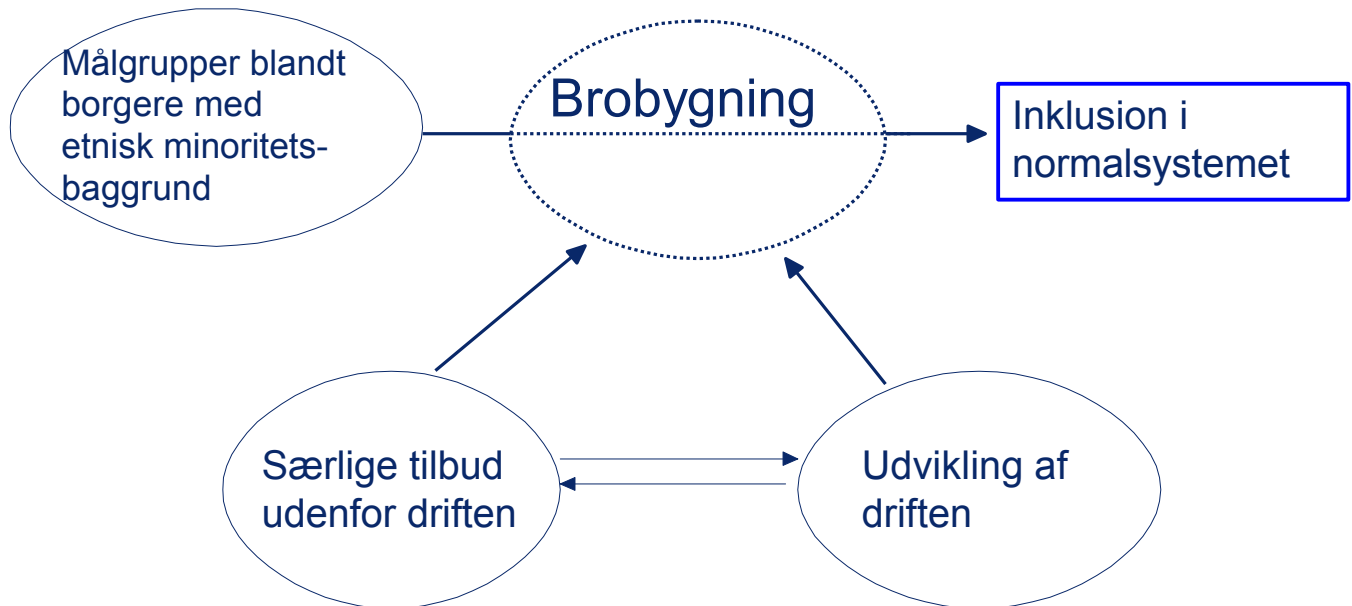 Målgrupper blandt
borgere med
etnisk minoritets-
baggrund
Brobygning
Inklusion i
normalsystemet
Særlige tilbud
udenfor driften
Udvikling af
driften